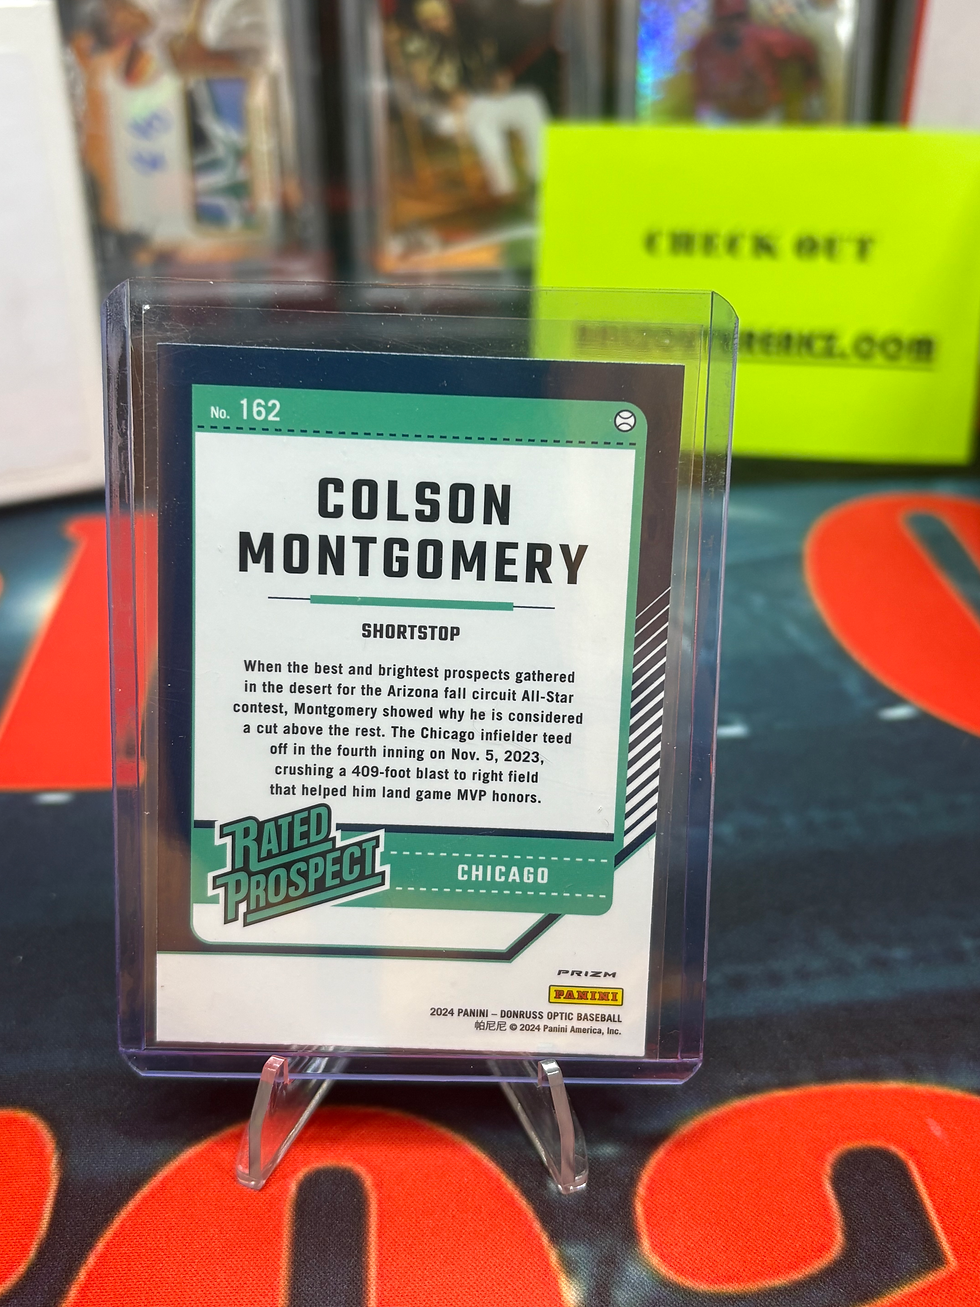 CHECK OUT
No. 162
COLSON
MONTGOMERY
SHORTSTOP
When the best and brightest prospects gathered
in the desert for the Arizona fall circuit All-Star
contest, Montgomery showed why he is considered
a cut above the rest. The Chicago infielder teed
off in the fourth inning on Nov. 5, 2023,
crushing a 409-foot blast to right field
that helped him land game MVP honors.
RATED
PROSPECT
CHICAGO
PRIZM
PANINI
2024 PANINI – DONRUSS OPTIC BASEBALL
帕尼尼 © 2024 Panini America, Inc.